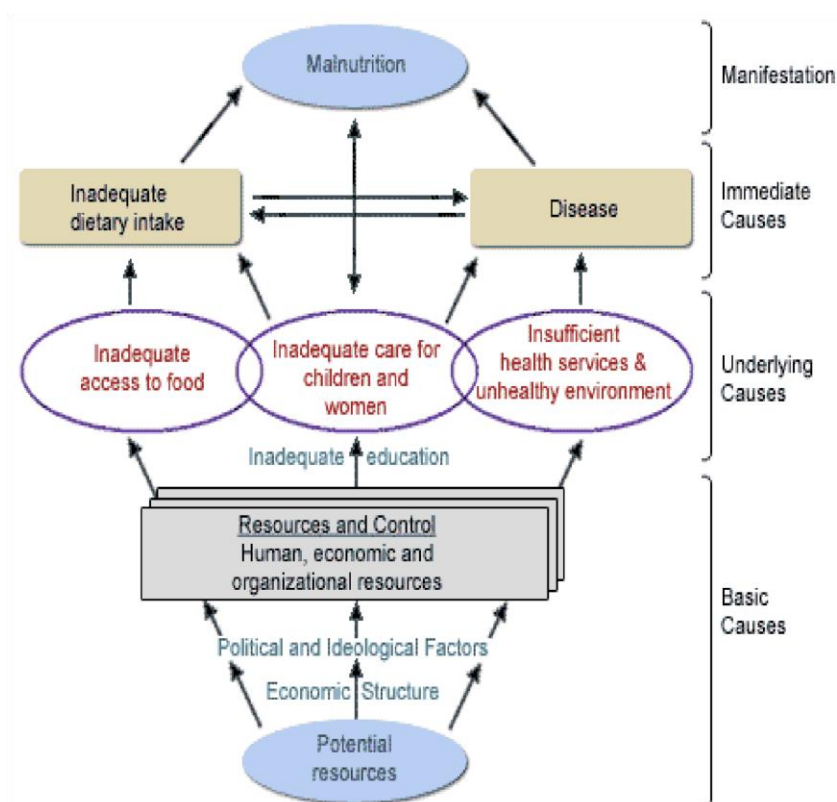 Malnutrition
Manifestation
Inadequate
dietary intake
Disease
Immediate
Causes
Inadequate
access to food
Inadequate care for
children and
women
Insufficient
health services &
unhealthy environment
Underlying
Causes
Inadequate education
Resources and Control
Human, economic and
organizational resources
Basic
Causes
Political and Ideological Factors
Economic Structure
Potential
resources